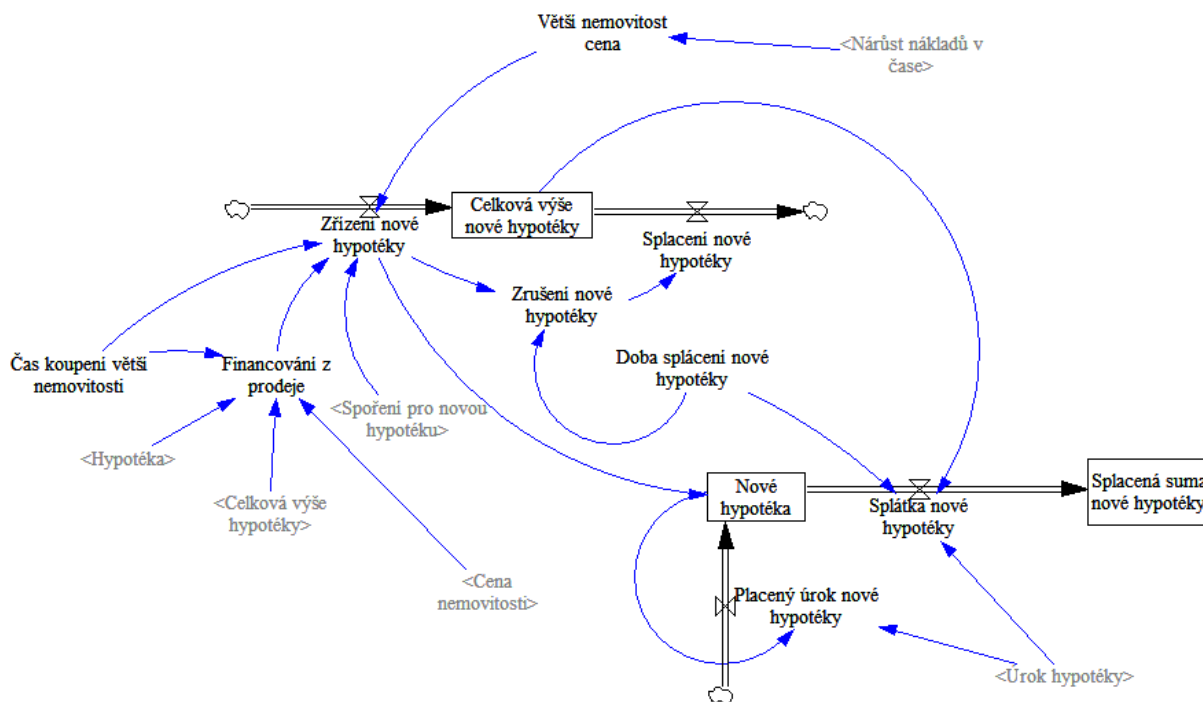 Větší nemovitost
cena
<Nárůst nákladů v
čase>
Celková výše
nové hypotéky
Zřízení nové
hypotéky
Splacení nové
hypotéky
Zrušení nové
hypotéky
Čas koupení větší
nemovitosti
Financování z
prodeje
Doba splácení nové
hypotéky
<Spoření pro novou
hypotéku>
<Hypotéka>
<Celková výše
hypotéky>
Nové
hypotéka
Splátka nové
hypotéky
Splacená suma
nové hypotéky
<Cena
nemovitosti>
Placený úrok nové
hypotéky
<Úrok hypotéky>